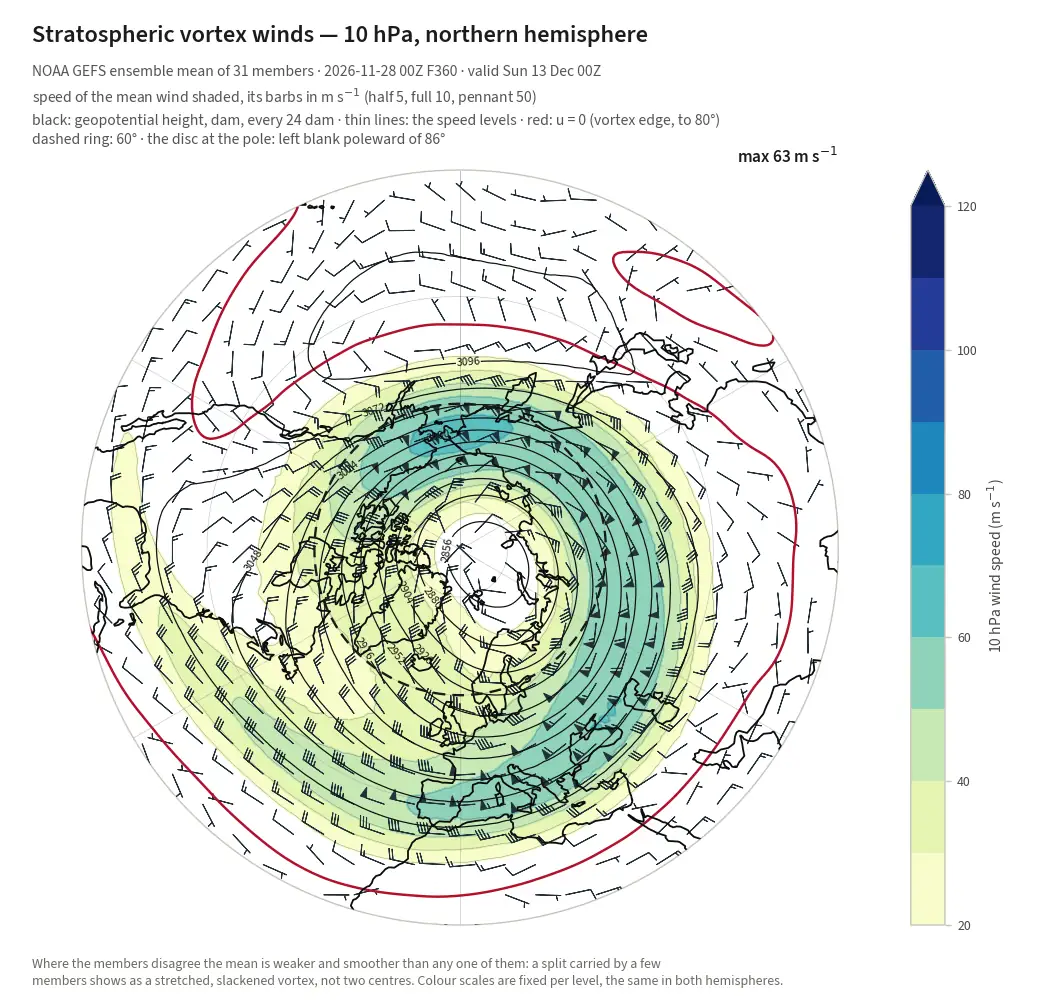 Stratospheric vortex winds — 10 hPa, northern hemisphere
NOAA GEFS ensemble mean of 31 members · 2026-11-28 00Z F360 · valid Sun 13 Dec 00Z
speed of the mean wind shaded, its barbs in m s⁻¹ (half 5, full 10, pennant 50)
black: geopotential height, dam, every 24 dam · thin lines: the speed levels · red: u = 0 (vortex edge, to 80°)
dashed ring: 60° · the disc at the pole: left blank poleward of 86°
max 63 m s⁻¹
120
100
80
60
40
20
10 hPa wind speed (m s⁻¹)
3096
3048
2856
2904
2952
Where the members disagree the mean is weaker and smoother than any one of them: a split carried by a few
members shows as a stretched, slackened vortex, not two centres. Colour scales are fixed per level, the same in both hemispheres.